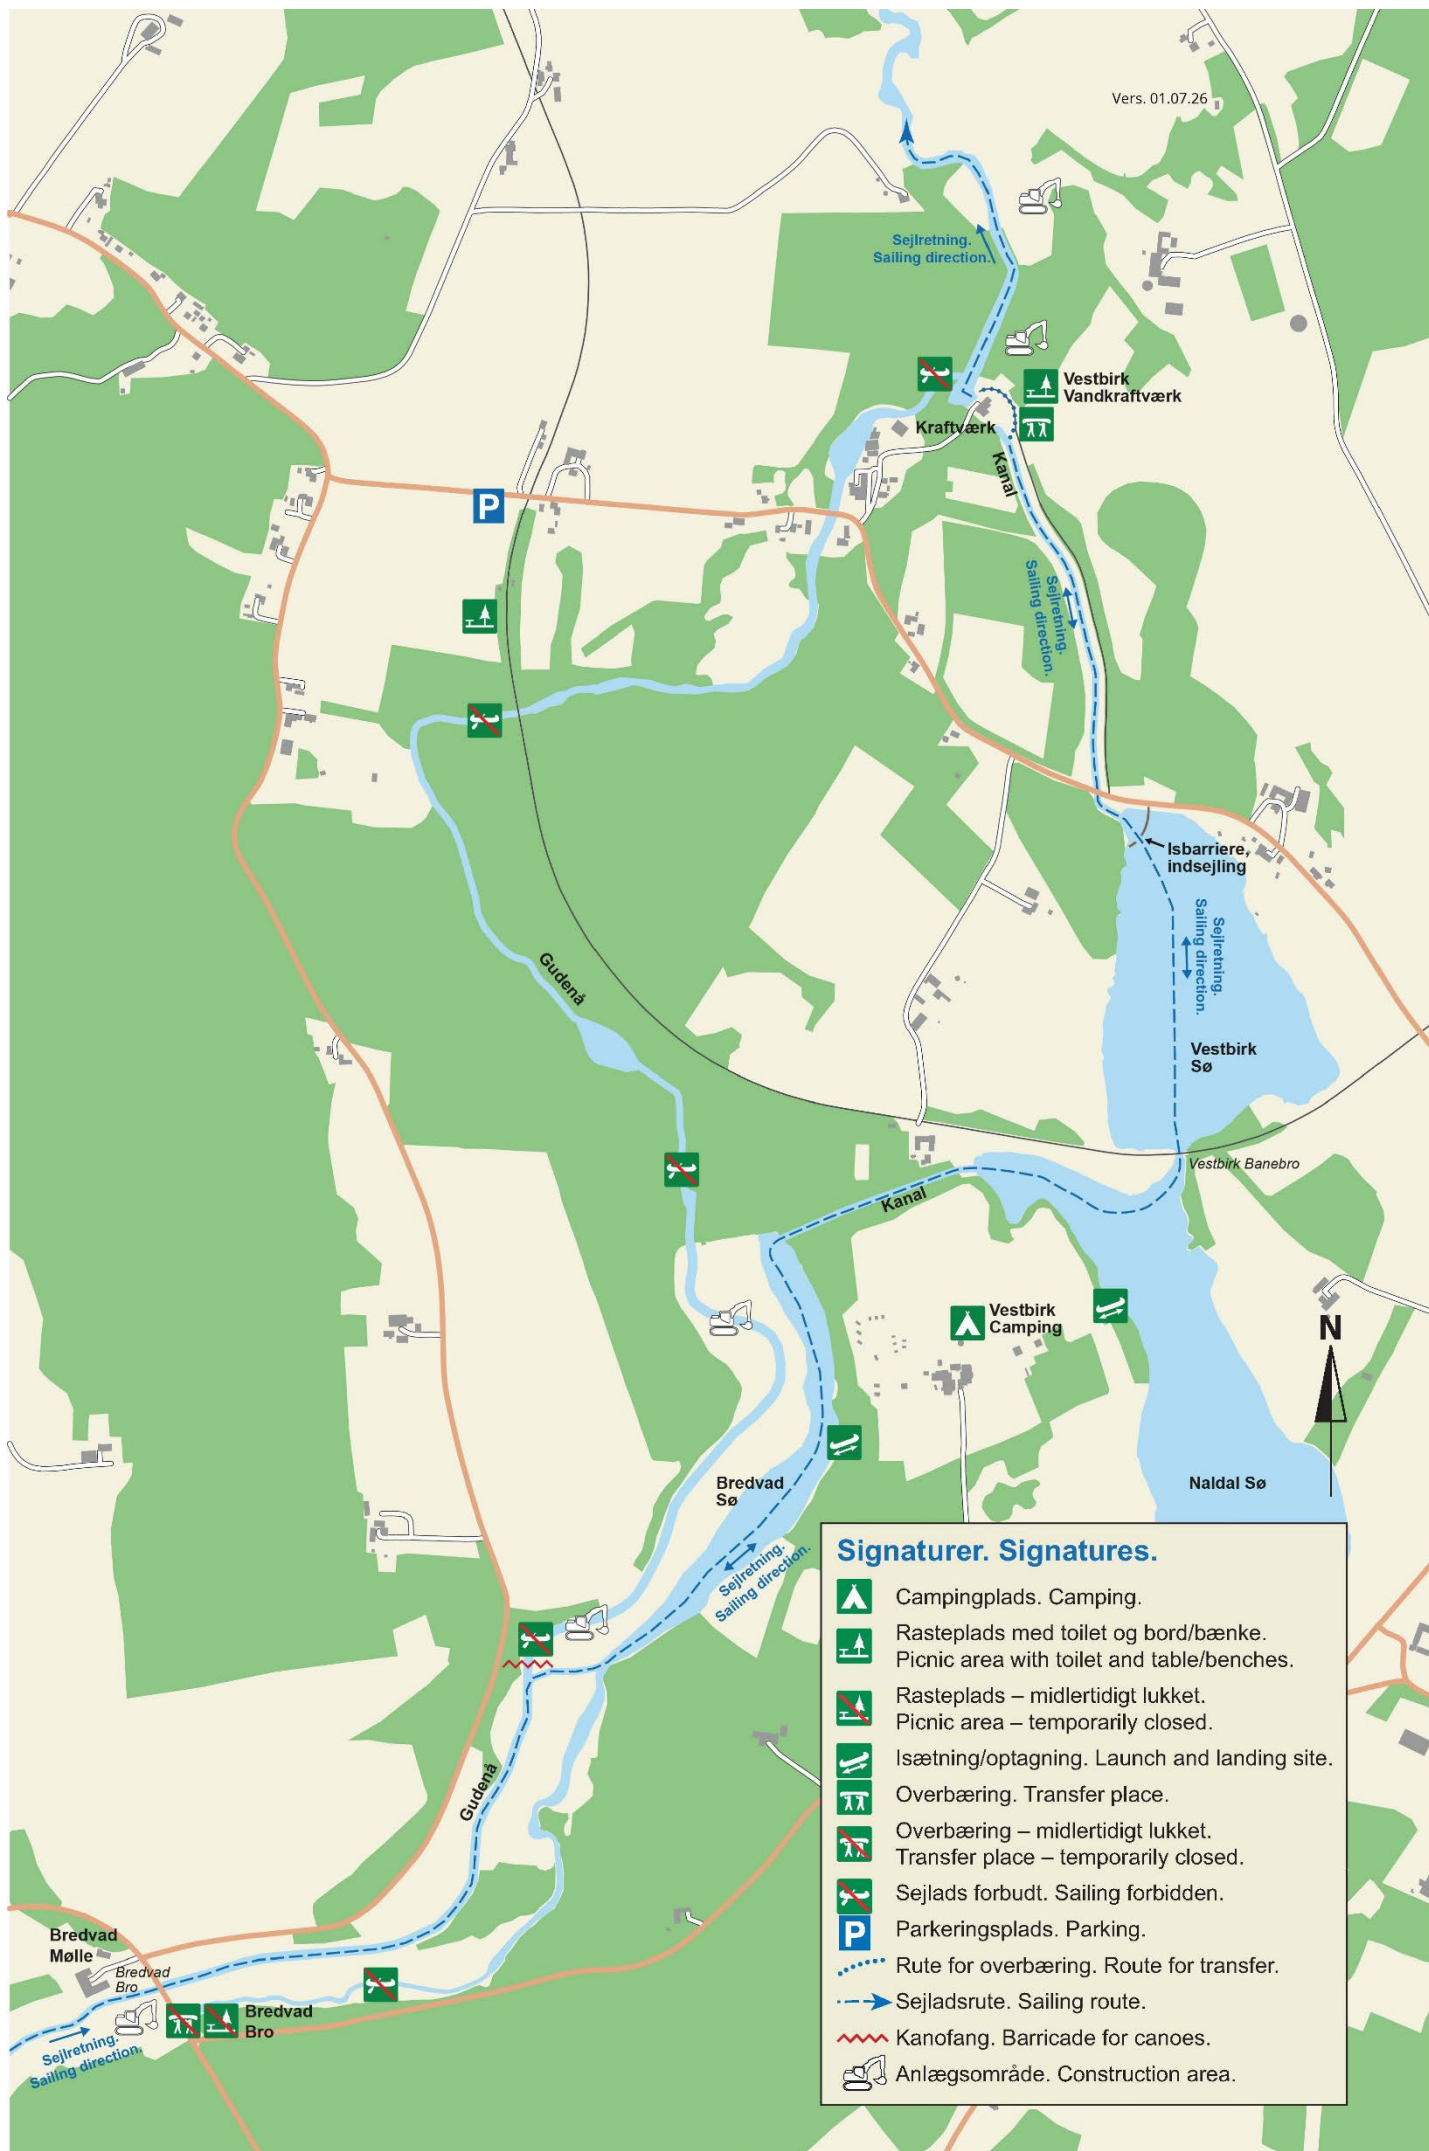 Vers. 01.07.26
Sejlretning.
Sailing direction.
Vestbirk
Vandkraftværk
Kraftværk
Kanal
P
Sejlretning.
Sailing direction.
Isbarriere,
indsejling
Sejlretning.
Sailing direction.
Gudenå
Vestbirk
Sø
Vestbirk Banebro
Kanal
Vestbirk
Camping
N
Bredvad
Sø
Naldal Sø
Sejlretning.
Sailing direction.
Gudenå
Bredvad
Mølle
Bredvad
Bro
Bredvad
Bro
Sejlretning.
Sailing direction.
Signaturer. Signatures.
Campingplads. Camping.
Rasteplads med toilet og bord/bænke.
Picnic area with toilet and table/benches.
Rasteplads – midlertidigt lukket.
Picnic area – temporarily closed.
Isætning/optagning. Launch and landing site.
Overbæring. Transfer place.
Overbæring – midlertidigt lukket.
Transfer place – temporarily closed.
Sejlads forbudt. Sailing forbidden.
P Parkeringsplads. Parking.
Rute for overbæring. Route for transfer.
Sejladsrute. Sailing route.
Kanofang. Barricade for canoes.
Anlægsområde. Construction area.